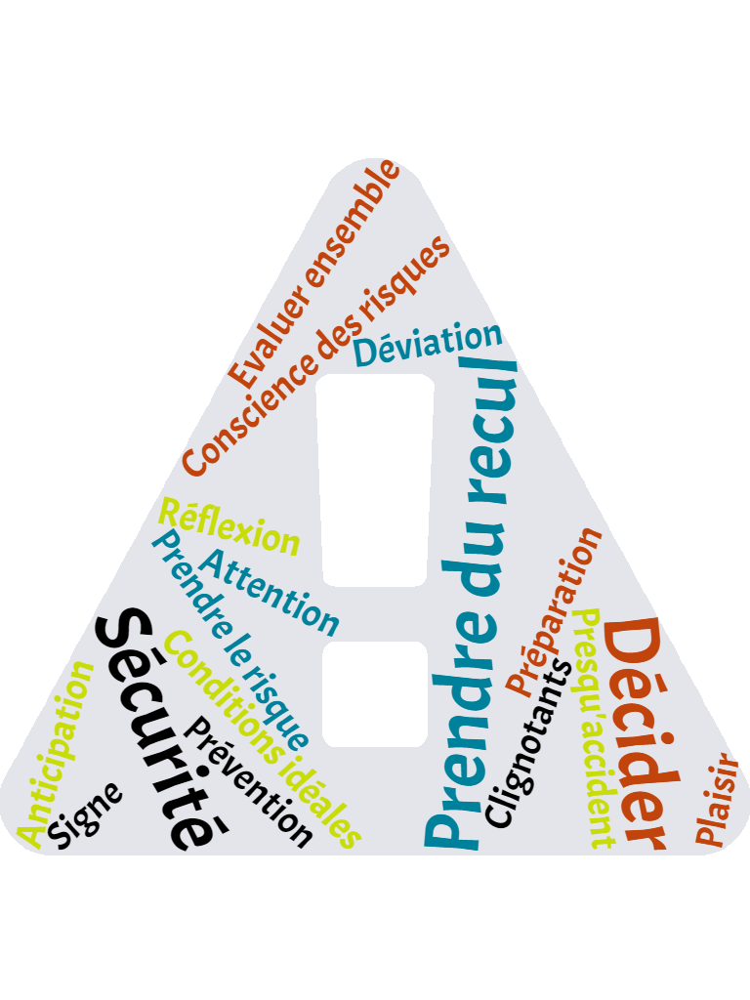 Evaluer ensemble
Conscience des risques
Déviation
Prendre du recul
Réflexion
Attention
Prendre le risque
Conditions idéales
Sécurité
Prévention
Anticipation
Signe
Préparation
Clignotants
Presqu'accident
Décider
Plaisir